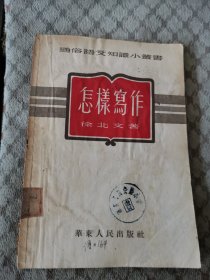 通俗語文知識小叢書
怎樣寫作
徐北文著
華東人民出版社